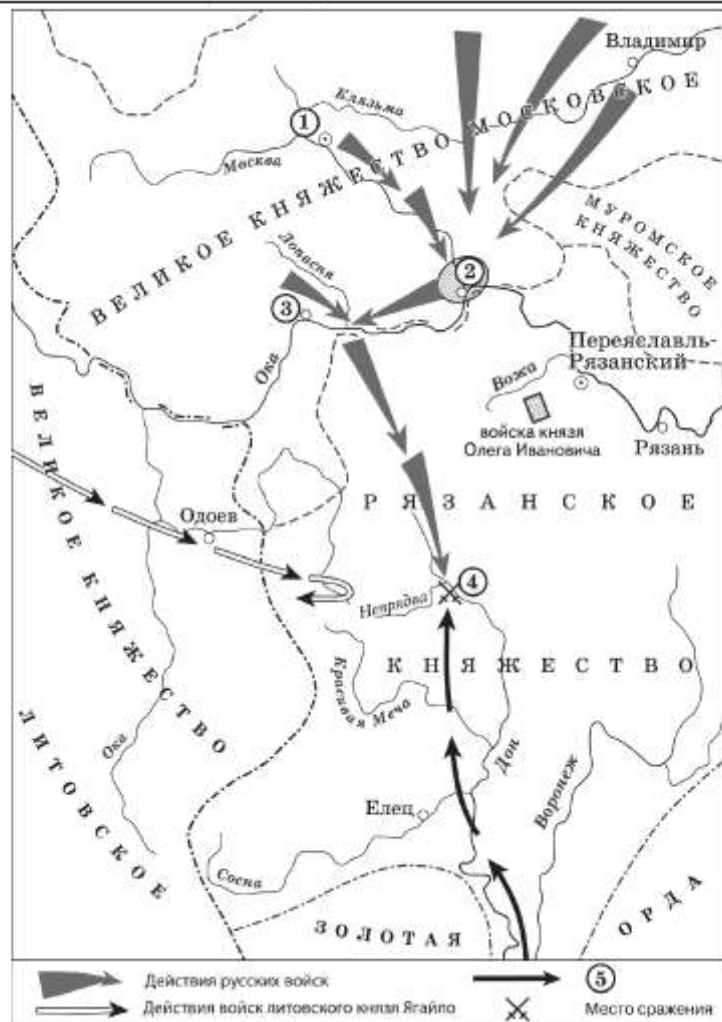 Владимир
Клязьма
1
Москва
ВЕЛИКОЕ КНЯЖЕСТВО МОСКОВСКОЕ
МУРОМСКОЕ
КНЯЖЕСТВО
Лопасня
2
3
Ока
Переяславль-
Рязанский
Вожа
войска князя
Олега Ивановича
Рязань
ВЕЛИКОЕ КНЯЖЕСТВО
ЛИТОВСКОЕ
Одоев
РЯЗАНСКОЕ
4
Непрядва
КНЯЖЕСТВО
Красивая Меча
Ока
Дон
Воронеж
Елец
Сосна
ЗОЛОТАЯ
ОРДА
Действия русских войск
5
Действия войск литовского князя Ягайло
Место сражения